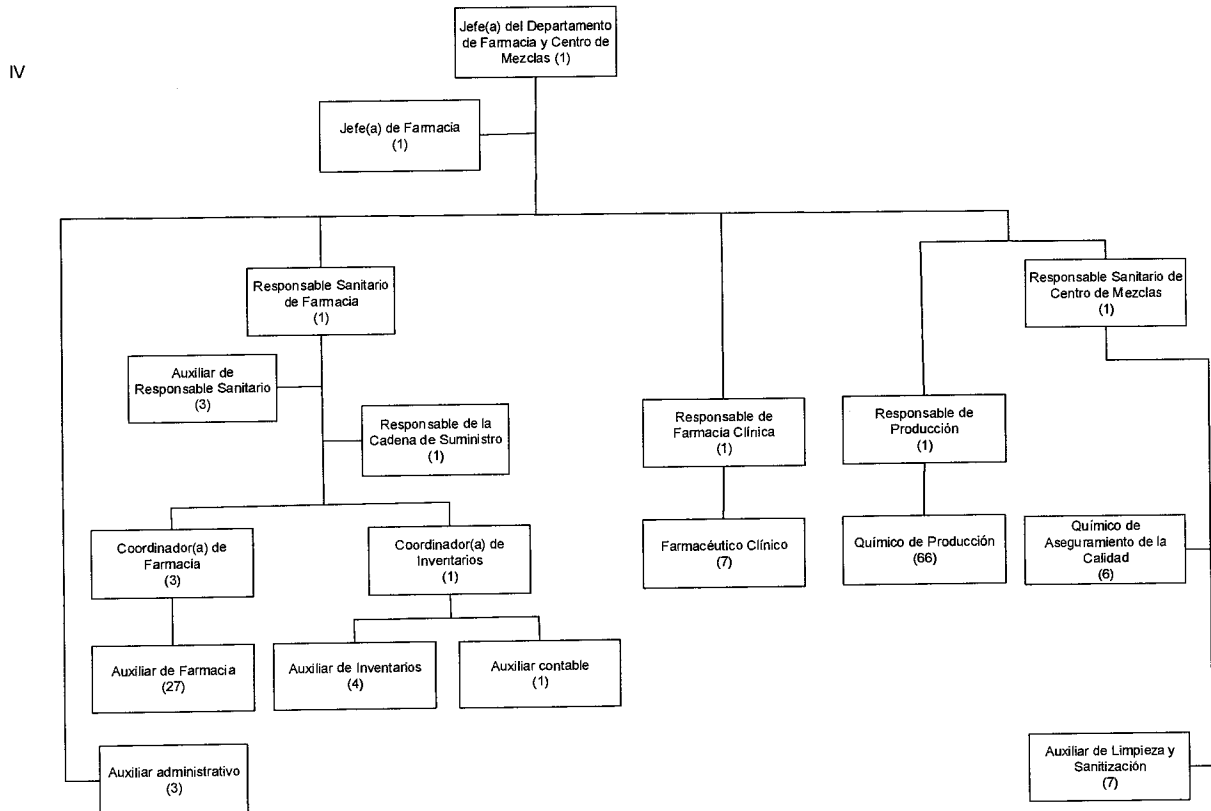 Jefe(a) del Departamento
de Farmacia y Centro de
Mezclas (1)
IV
Jefe(a) de Farmacia
(1)
Responsable Sanitario
de Farmacia
(1)
Responsable Sanitario de
Centro de Mezclas
(1)
Auxiliar de
Responsable Sanitario
(3)
Responsable de la
Cadena de Suministro
(1)
Responsable de
Farmacia Clínica
(1)
Responsable de
Producción
(1)
Coordinador(a) de
Farmacia
(3)
Coordinador(a) de
Inventarios
(1)
Farmacéutico Clínico
(7)
Químico de Producción
(66)
Químico de
Aseguramiento de la
Calidad
(6)
Auxiliar de Farmacia
(27)
Auxiliar de Inventarios
(4)
Auxiliar contable
(1)
Auxiliar administrativo
(3)
Auxiliar de Limpieza y
Sanitización
(7)